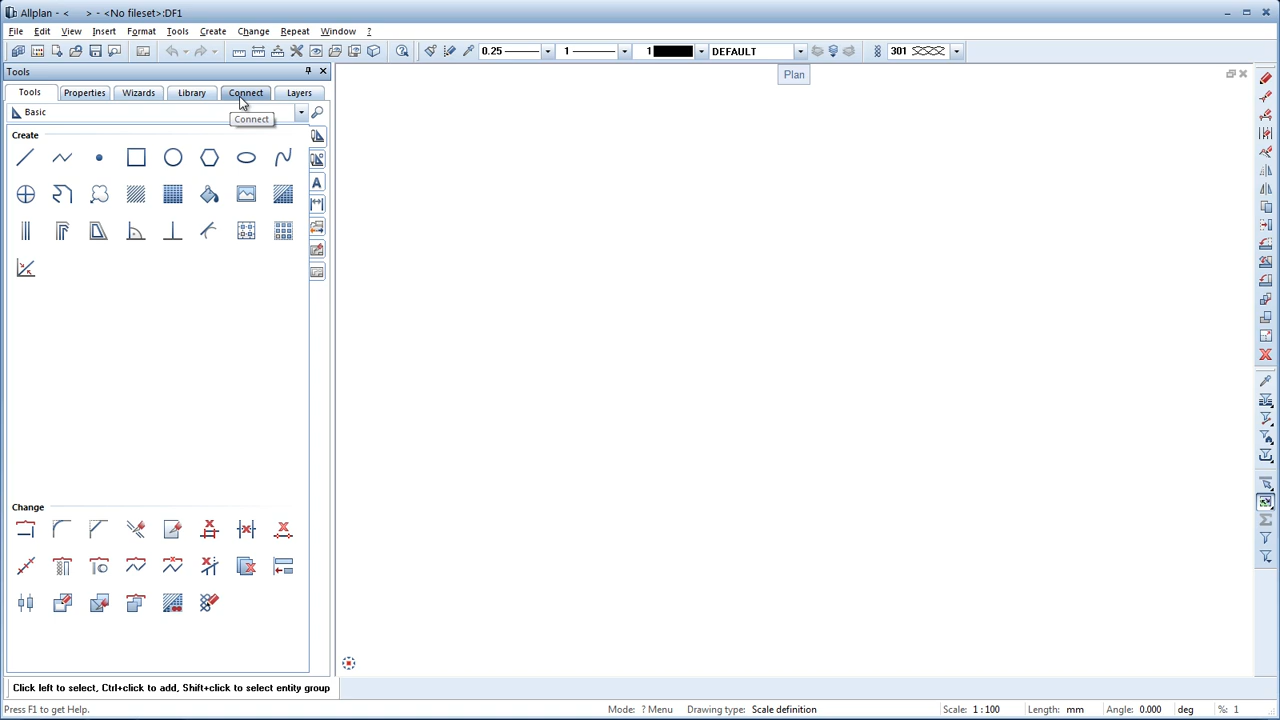 Allplan - < > - <No fileset>:DF1
File Edit View Insert Format Tools Create Change Repeat Window ?
0.25 1 1 DEFAULT 301
Tools
Plan
Tools Properties Wizards Library Connect Layers
Basic
Connect
Create
A
Change
Click left to select, Ctrl+click to add, Shift+click to select entity group
Press F1 to get Help. Mode: ? Menu Drawing type: Scale definition Scale: 1 : 100 Length: mm Angle: 0.000 deg %: 1